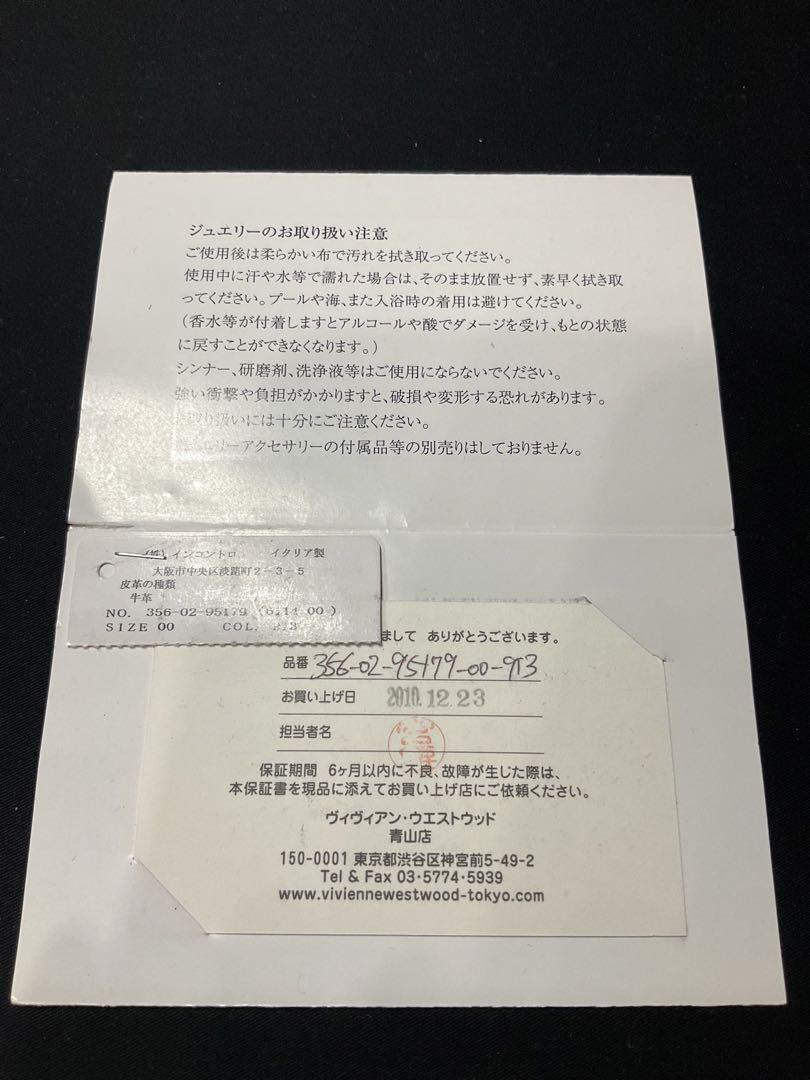 ジュエリーのお取り扱い注意
ご使用後は柔らかい布で汚れを拭き取ってください。
使用中に汗や水等で濡れた場合は、そのまま放置せず、素早く拭き取
ってください。プールや海、また入浴時の着用は避けてください。
(香水等が付着しますとアルコールや酸でダメージを受け、もとの状態
に戻すことができなくなります。)
シンナー、研磨剤、洗浄液等はご使用にならないでください。
強い衝撃や負担がかかりますと、破損や変形する恐れがあります。
取り扱いには十分にご注意ください。
エリーアクセサリーの付属品等の別売りはしておりません。
(株)インコントロ イタリア製
大阪市中央区淡路町2-3-5
皮革の種類
牛革
NO. 356-02-95179 (6114 00)
SIZE 00 COL.
まして ありがとうございます。
品番 356-02-95179-00-913
お買い上げ日 2010.12.23
担当者名
保証期間 6ヶ月以内に不良、故障が生じた際は、
本保証書を現品に添えてお買い上げ店にご依頼ください。
ヴィヴィアン・ウエストウッド
青山店
150-0001 東京都渋谷区神宮前5-49-2
Tel & Fax 03・5774・5939
www.viviennewestwood-tokyo.com